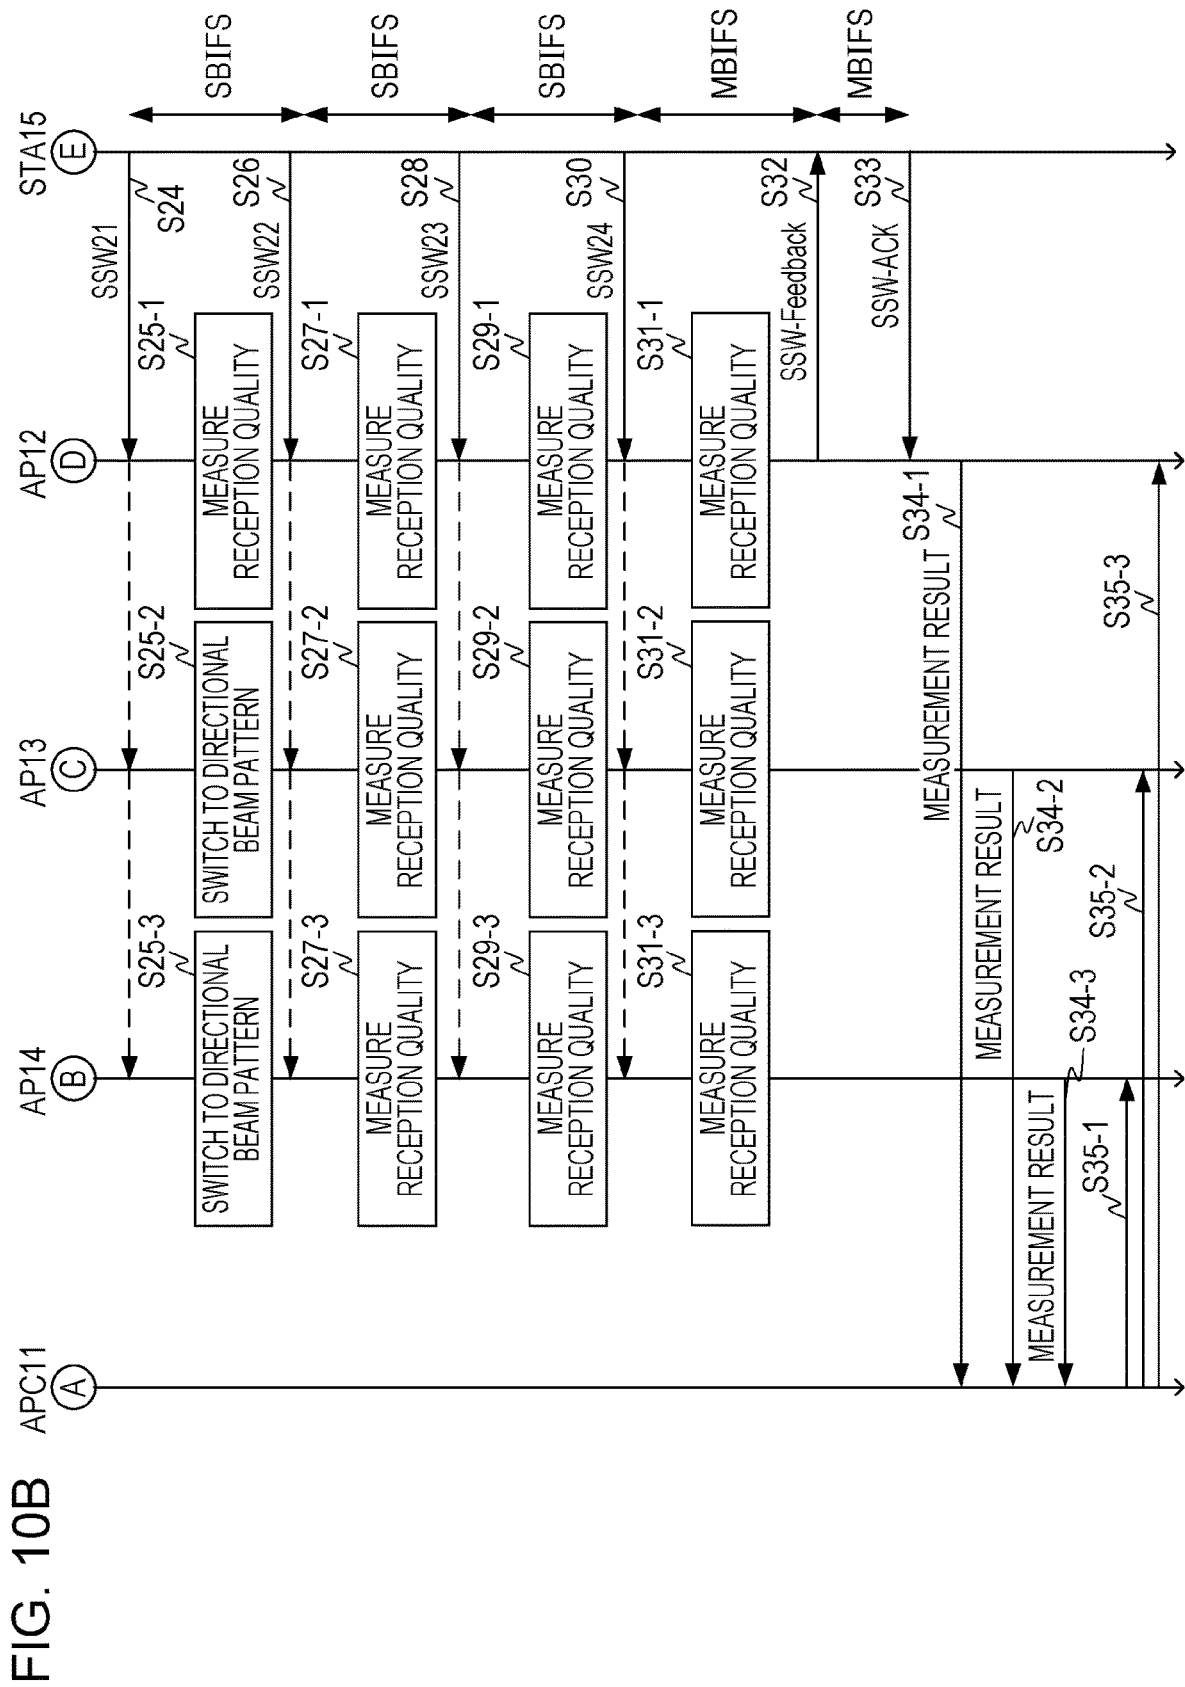 FIG. 10B
APC11
A
AP14
B
AP13
C
AP12
D
STA15
E
SSW21
S24
SBIFS
S25-3
SWITCH TO DIRECTIONAL
BEAM PATTERN
S25-2
SWITCH TO DIRECTIONAL
BEAM PATTERN
S25-1
MEASURE
RECEPTION QUALITY
SSW22
S26
SBIFS
S27-3
MEASURE
RECEPTION QUALITY
S27-2
MEASURE
RECEPTION QUALITY
S27-1
MEASURE
RECEPTION QUALITY
SSW23
S28
SBIFS
S29-3
MEASURE
RECEPTION QUALITY
S29-2
MEASURE
RECEPTION QUALITY
S29-1
MEASURE
RECEPTION QUALITY
SSW24
S30
MBIFS
S31-3
MEASURE
RECEPTION QUALITY
S31-2
MEASURE
RECEPTION QUALITY
S31-1
MEASURE
RECEPTION QUALITY
SSW-Feedback
S32
MBIFS
SSW-ACK
S33
MEASUREMENT RESULT
S34-1
MEASUREMENT RESULT
S34-2
MEASUREMENT RESULT
S34-3
S35-1
S35-2
S35-3